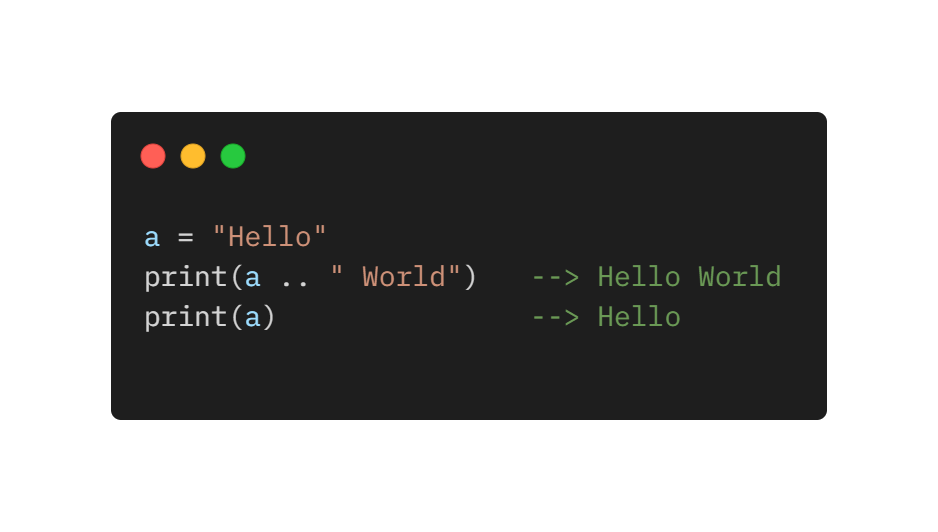 a = "Hello"
print(a .. " World")   --> Hello World
print(a)               --> Hello